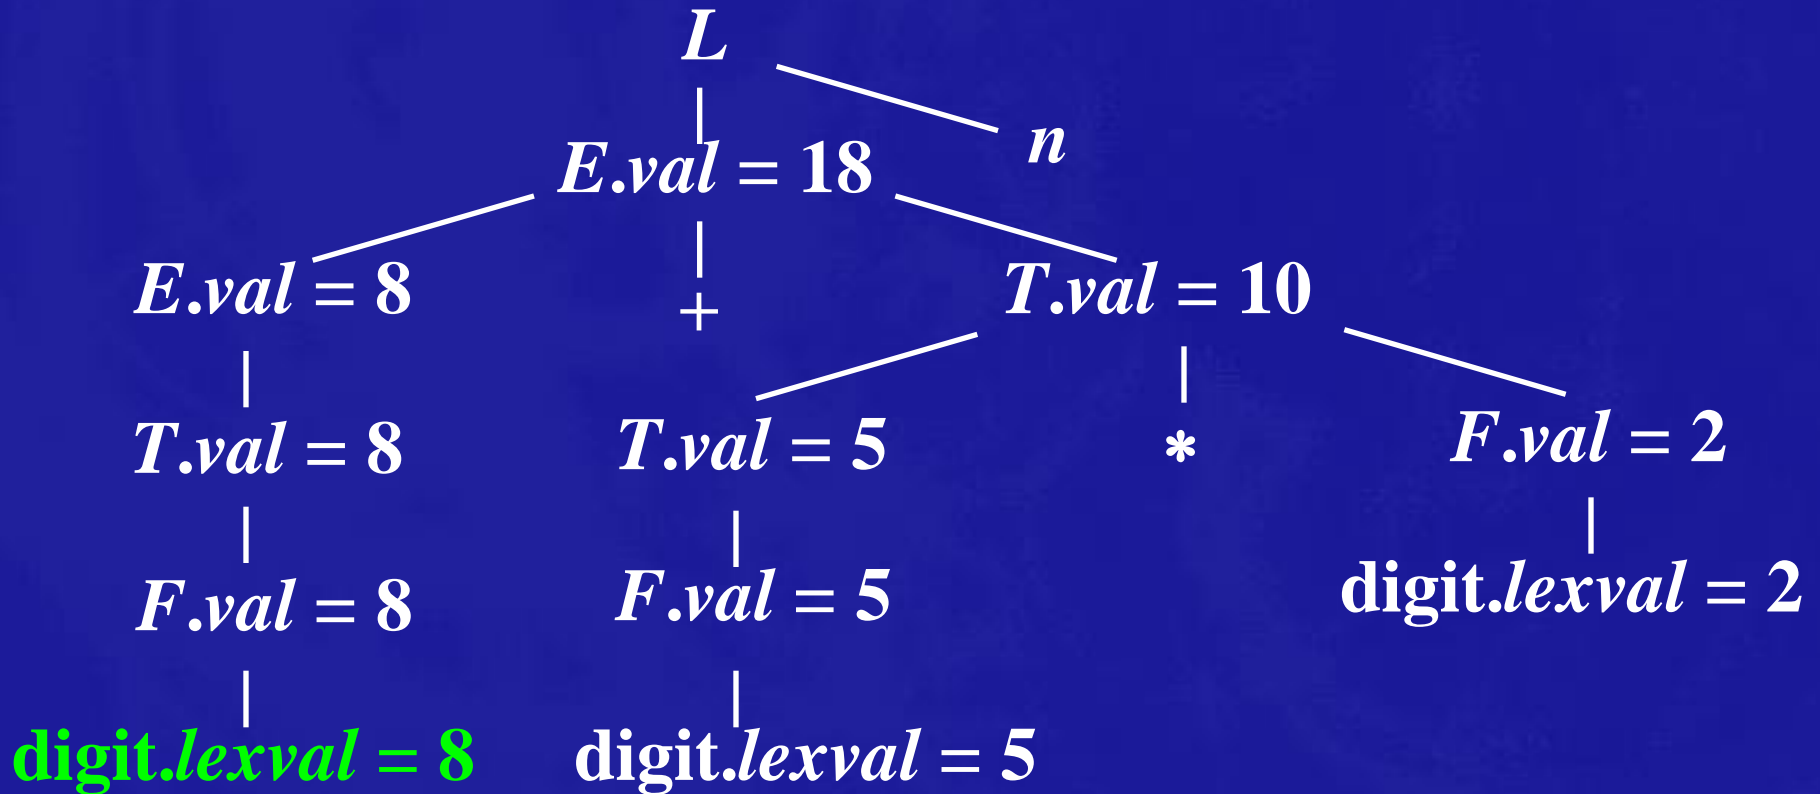 L
n
E.val = 18
E.val = 8
+
T.val = 10
T.val = 8
T.val = 5
*
F.val = 2
F.val = 8
F.val = 5
digit.lexval = 2
digit.lexval = 8
digit.lexval = 5